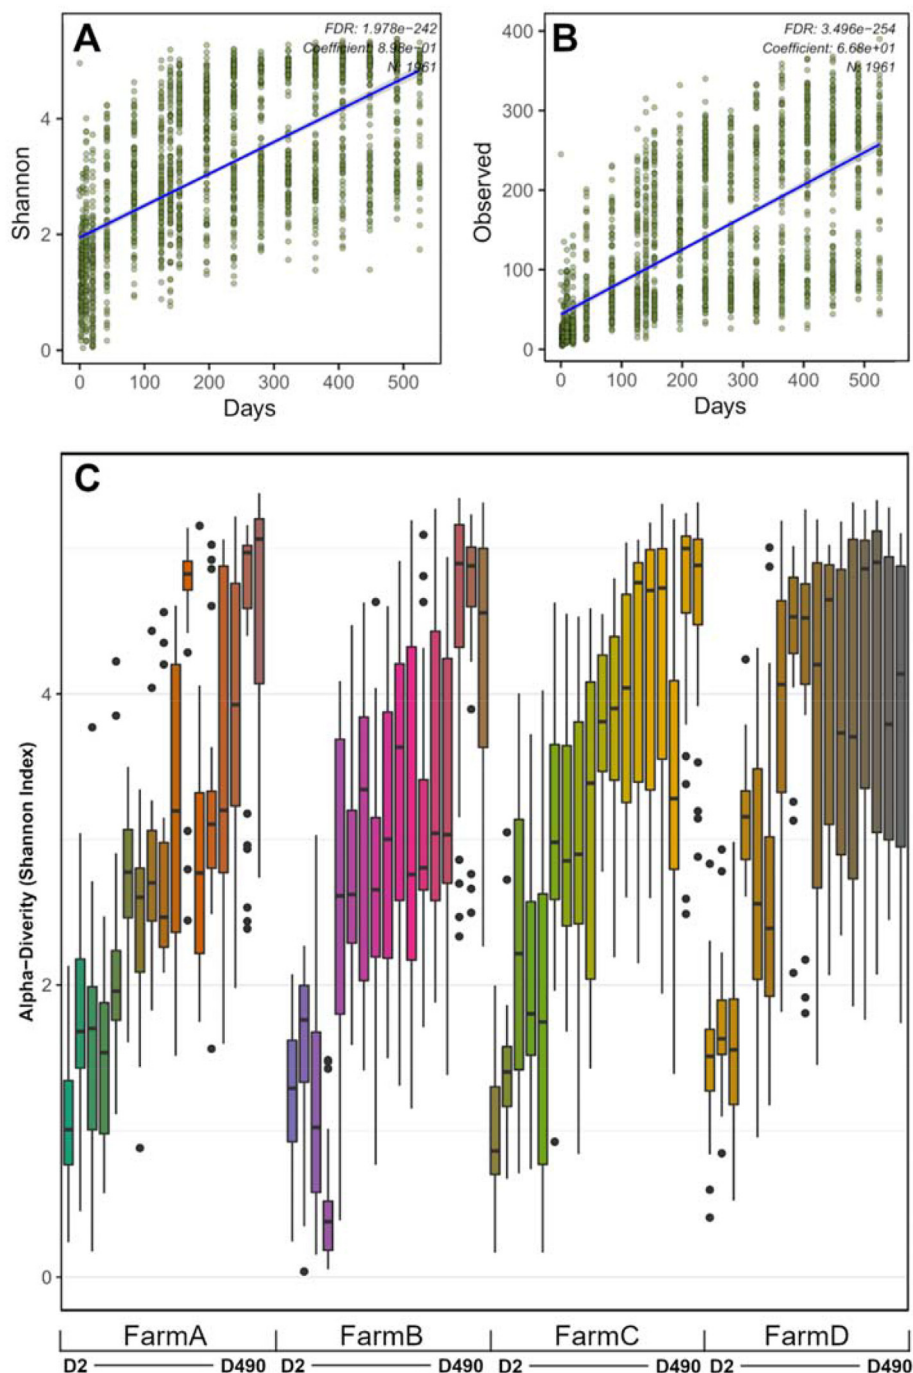 A
FDR: 1.978e−242
Coefficient: 8.98e−01
N: 1961
Shannon
4
2
0
0 100 200 300 400 500
Days
B
FDR: 3.496e−254
Coefficient: 6.68e+01
N: 1961
Observed
400
300
200
100
0
0 100 200 300 400 500
Days
C
Alpha−Diverity (Shannon Index)
4
2
0
FarmA FarmB FarmC FarmD
D2 D490 D2 D490 D2 D490 D2 D490